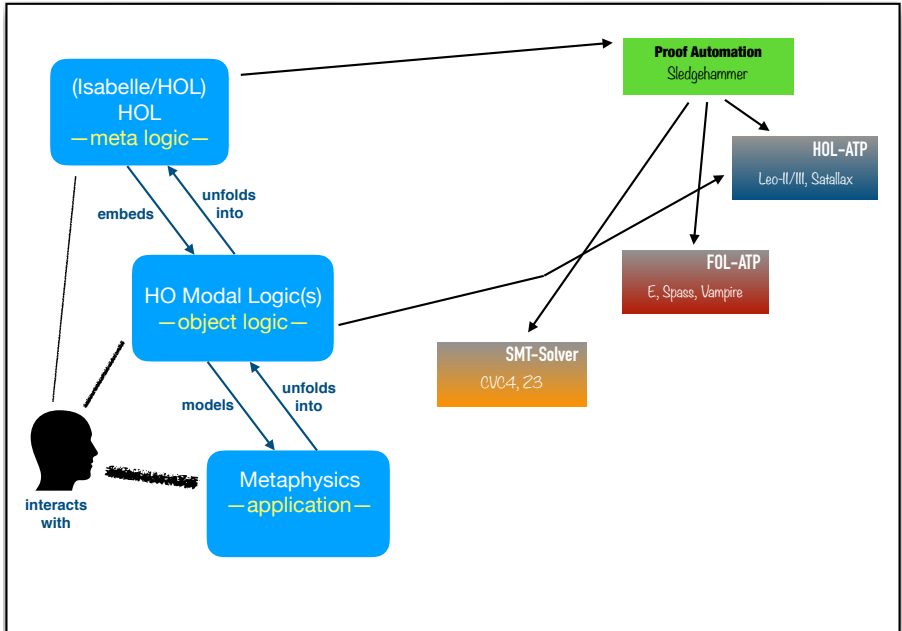 (Isabelle/HOL)
HOL
—meta logic—
embeds
unfolds
into
HO Modal Logic(s)
—object logic—
models
unfolds
into
Metaphysics
—application—
interacts
with
Proof Automation
Sledgehammer
HOL-ATP
Leo-II/III, Satallax
FOL-ATP
E, Spass, Vampire
SMT-Solver
CVC4, Z3